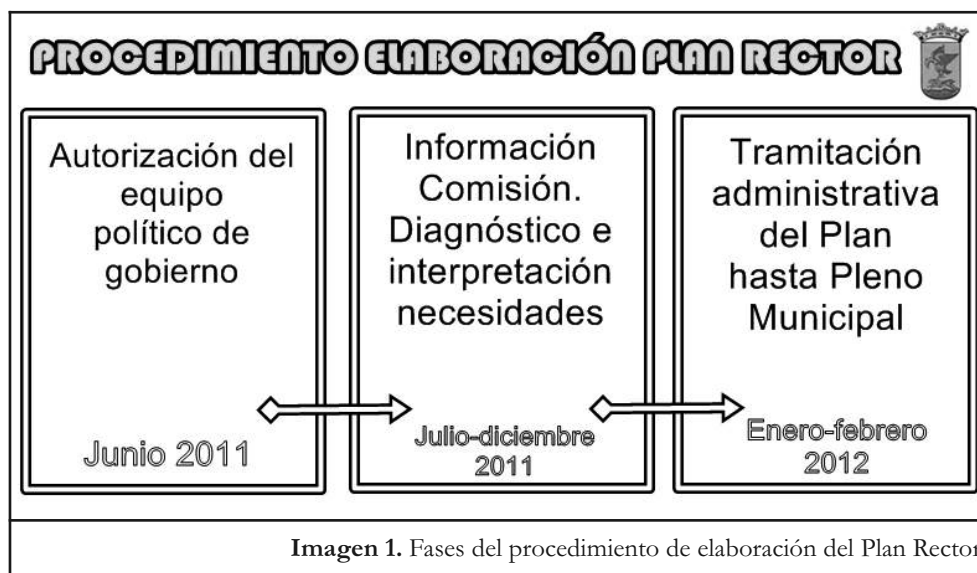 PROCEDIMIENTO ELABORACIÓN PLAN RECTOR
Autorización del
equipo
político de
gobierno
Junio 2011
Información
Comisión.
Diagnóstico e
interpretación
necesidades
Julio-diciembre
2011
Tramitación
administrativa
del Plan
hasta Pleno
Municipal
Enero-febrero
2012
Imagen 1. Fases del procedimiento de elaboración del Plan Rector